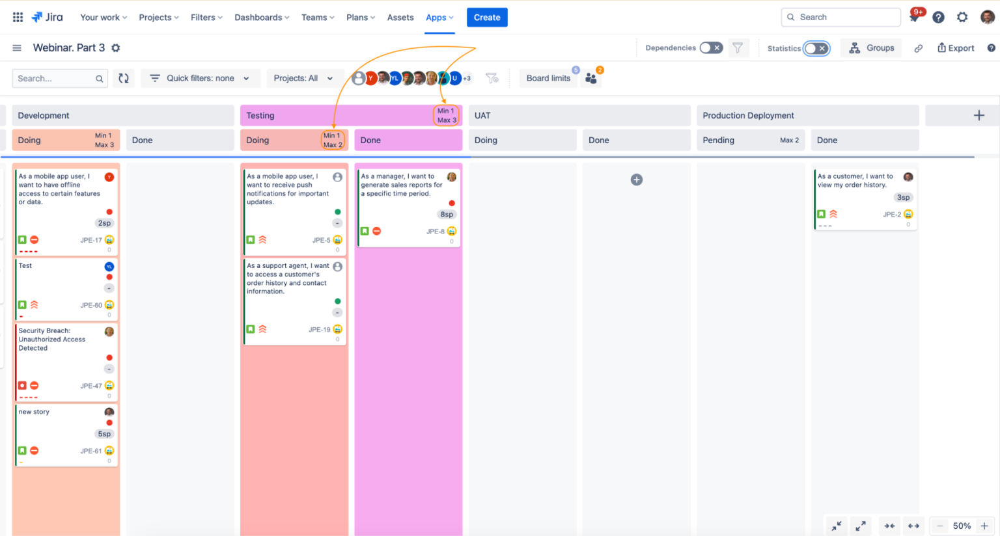 Jira
Your work
Projects
Filters
Dashboards
Teams
Plans
Assets
Apps
Create
Search
9+
Webinar. Part 3
Dependencies
Statistics
Groups
Export
Search...
Quick filters: none
Projects: All
Y
YL
U
+3
Board limits
5
2
Development
Testing
Min 1
Max 3
UAT
Production Deployment
Doing
Min 1
Max 3
Done
Doing
Min 1
Max 2
Done
Doing
Done
Pending
Max 2
Done
As a mobile app user, I
want to have offline
access to certain features
or data.
Y
2sp
JPE-17
0
Test
YL
-
JPE-60
0
Security Breach:
Unauthorized Access
Detected
-
JPE-47
0
new story
5sp
JPE-61
0
As a mobile app user, I
want to receive push
notifications for important
updates.
-
JPE-5
0
As a support agent, I want
to access a customer's
order history and contact
information.
-
JPE-19
0
As a manager, I want to
generate sales reports for
a specific time period.
8sp
JPE-8
0
As a customer, I want to
view my order history.
3sp
JPE-2
0
50%